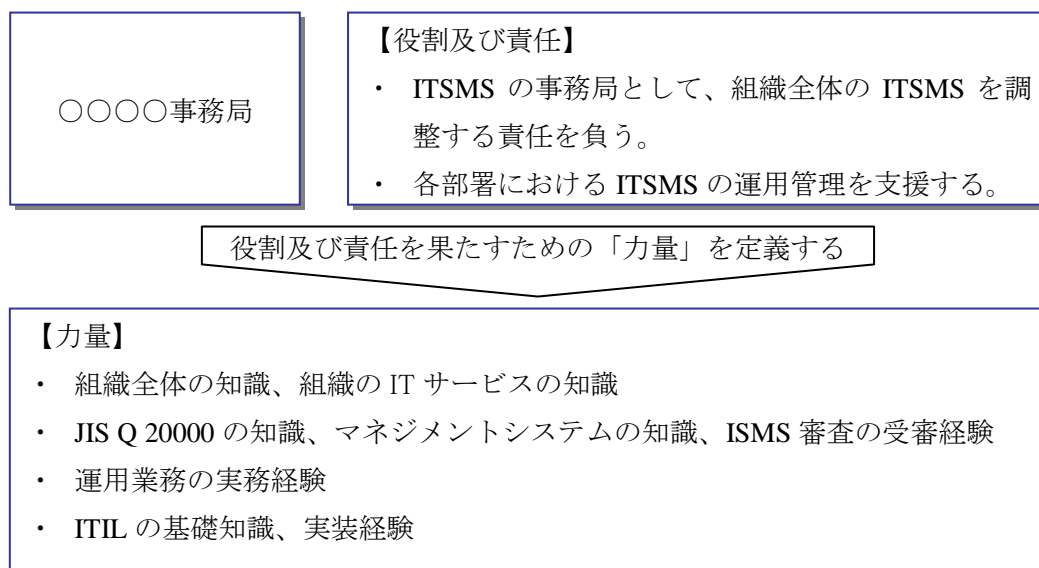 〇〇〇〇事務局
【役割及び責任】
・ ITSMS の事務局として、組織全体の ITSMS を調
整する責任を負う。
・ 各部署における ITSMS の運用管理を支援する。
役割及び責任を果たすための「力量」を定義する
【力量】
・ 組織全体の知識、組織の IT サービスの知識
・ JIS Q 20000 の知識、マネジメントシステムの知識、ISMS 審査の受審経験
・ 運用業務の実務経験
・ ITIL の基礎知識、実装経験